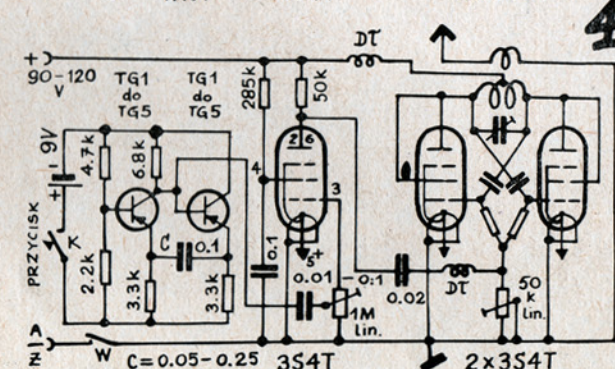 4
DT
+
90-120
V
TG1
do
TG5
TG1
do
TG5
285k
50k
9V
+
4.7k
6.8k
2 6
4
3
6
PRZYCISK
K
C
0.1
5+
0.1
0.01
-0:1
0.02
DT
50
k
Lin.
2.2k
3.3k
3.3k
1M
Lin.
A
Ż
W
C=0.05-0.25
3S4T
2x3S4T